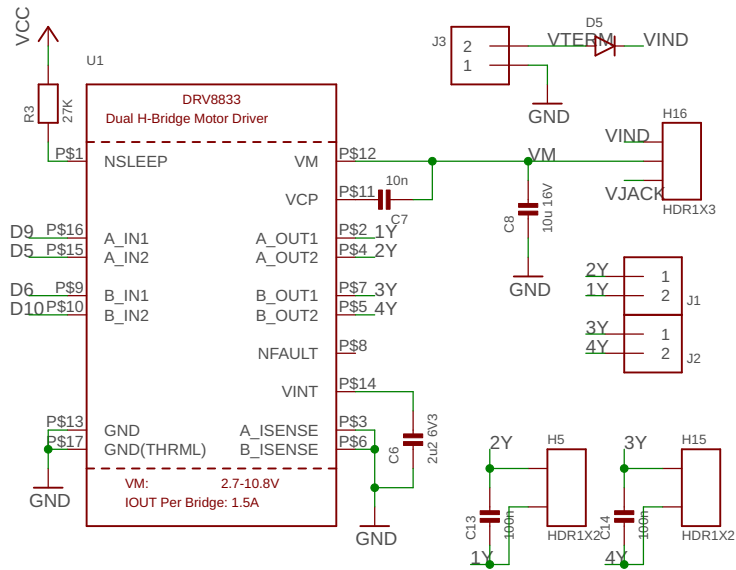 VCC
R3
27K
U1
DRV8833
Dual H-Bridge Motor Driver
P$1
NSLEEP
VM
P$12
VCP
P$11
10n
C7
D9
P$16
A_IN1
A_OUT1
P$2
1Y
D5
P$15
A_IN2
A_OUT2
P$4
2Y
D6
P$9
B_IN1
B_OUT1
P$7
3Y
D10
P$10
B_IN2
B_OUT2
P$5
4Y
NFAULT
P$8
VINT
P$14
P$13
GND
A_ISENSE
P$3
P$17
GND(THRML)
B_ISENSE
P$6
C6
2u2 6V3
GND
VM: 2.7-10.8V
IOUT Per Bridge: 1.5A
GND
J3
2
1
VTERM
D5
VIND
GND
H16
VIND
VM
VJACK
HDR1X3
C8
10u 16V
GND
2Y
1
1Y
2
J1
3Y
1
4Y
2
J2
2Y
H5
C13
100n
HDR1X2
1Y
3Y
H15
C14
100n
HDR1X2
4Y